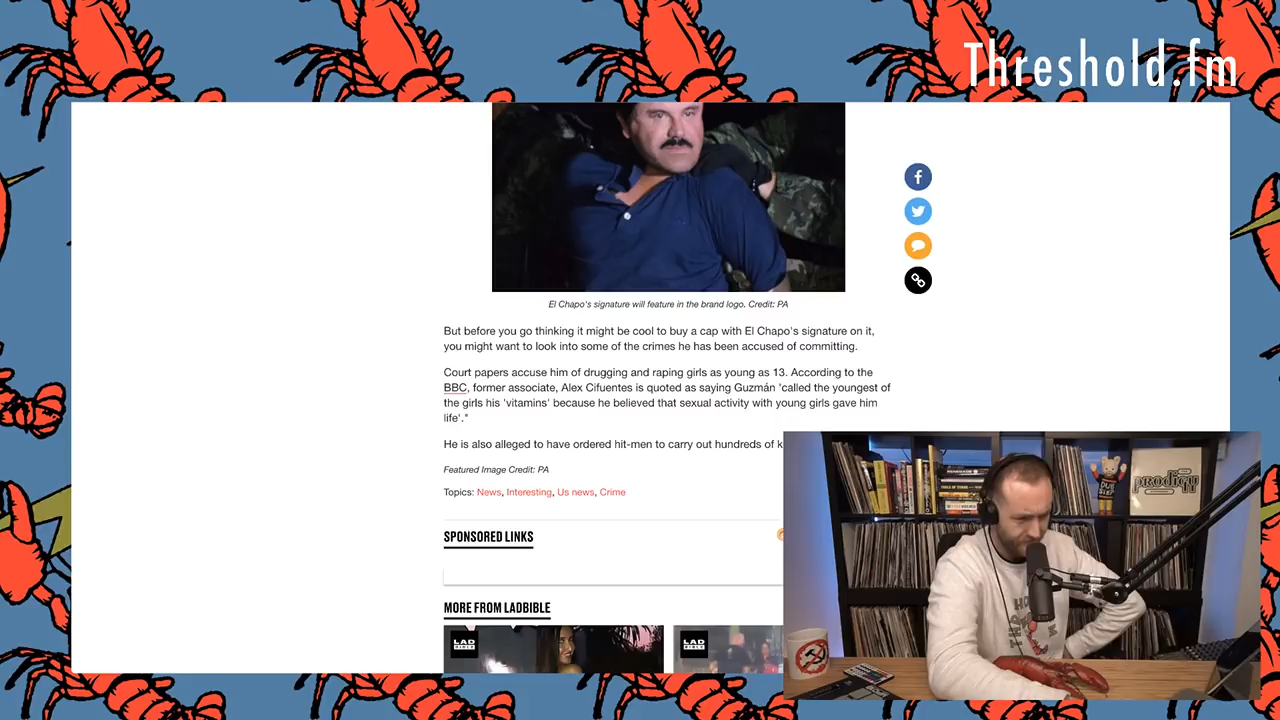 Threshold.fm
El Chapo's signature will feature in the brand logo. Credit: PA
But before you go thinking it might be cool to buy a cap with El Chapo's signature on it,
you might want to look into some of the crimes he has been accused of committing.
Court papers accuse him of drugging and raping girls as young as 13. According to the
BBC, former associate, Alex Cifuentes is quoted as saying Guzmán 'called the youngest of
the girls his 'vitamins' because he believed that sexual activity with young girls gave him
life'."
He is also alleged to have ordered hit-men to carry out hundreds of
Featured Image Credit: PA
Topics: News, Interesting, Us news, Crime
SPONSORED LINKS
MORE FROM LADBIBLE
LAD
BIBLE
LAD
BIBLE
prodigy